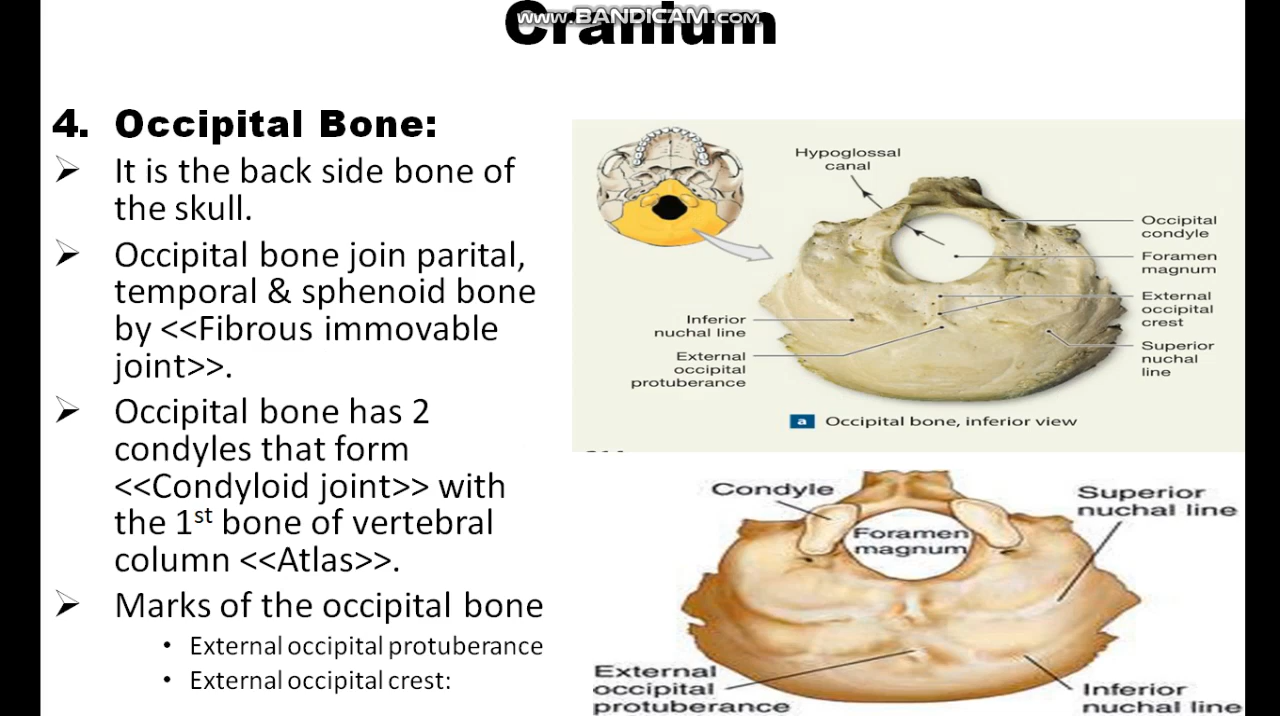 www.BANDICAM.com
Cranium
4. Occipital Bone:
➢ It is the back side bone of
the skull.
➢ Occipital bone join parital,
temporal & sphenoid bone
by <<Fibrous immovable
joint>>.
➢ Occipital bone has 2
condyles that form
<<Condyloid joint>> with
the 1st bone of vertebral
column <<Atlas>>.
➢ Marks of the occipital bone
• External occipital protuberance
• External occipital crest:
Hypoglossal
canal
Occipital
condyle
Foramen
magnum
External
occipital
crest
Superior
nuchal
line
Inferior
nuchal line
External
occipital
protuberance
a Occipital bone, inferior view
Condyle
Superior
nuchal line
Foramen
magnum
External
occipital
protuberance
Inferior
nuchal line